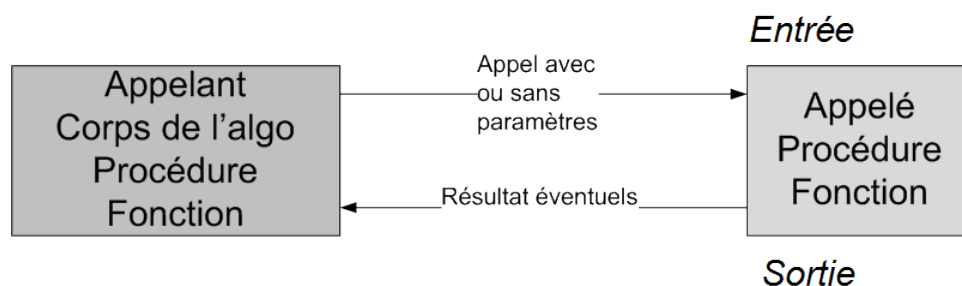 Entrée
Appelant
Corps de l'algo
Procédure
Fonction
Appel avec
ou sans
paramètres
Résultat éventuels
Appelé
Procédure
Fonction
Sortie